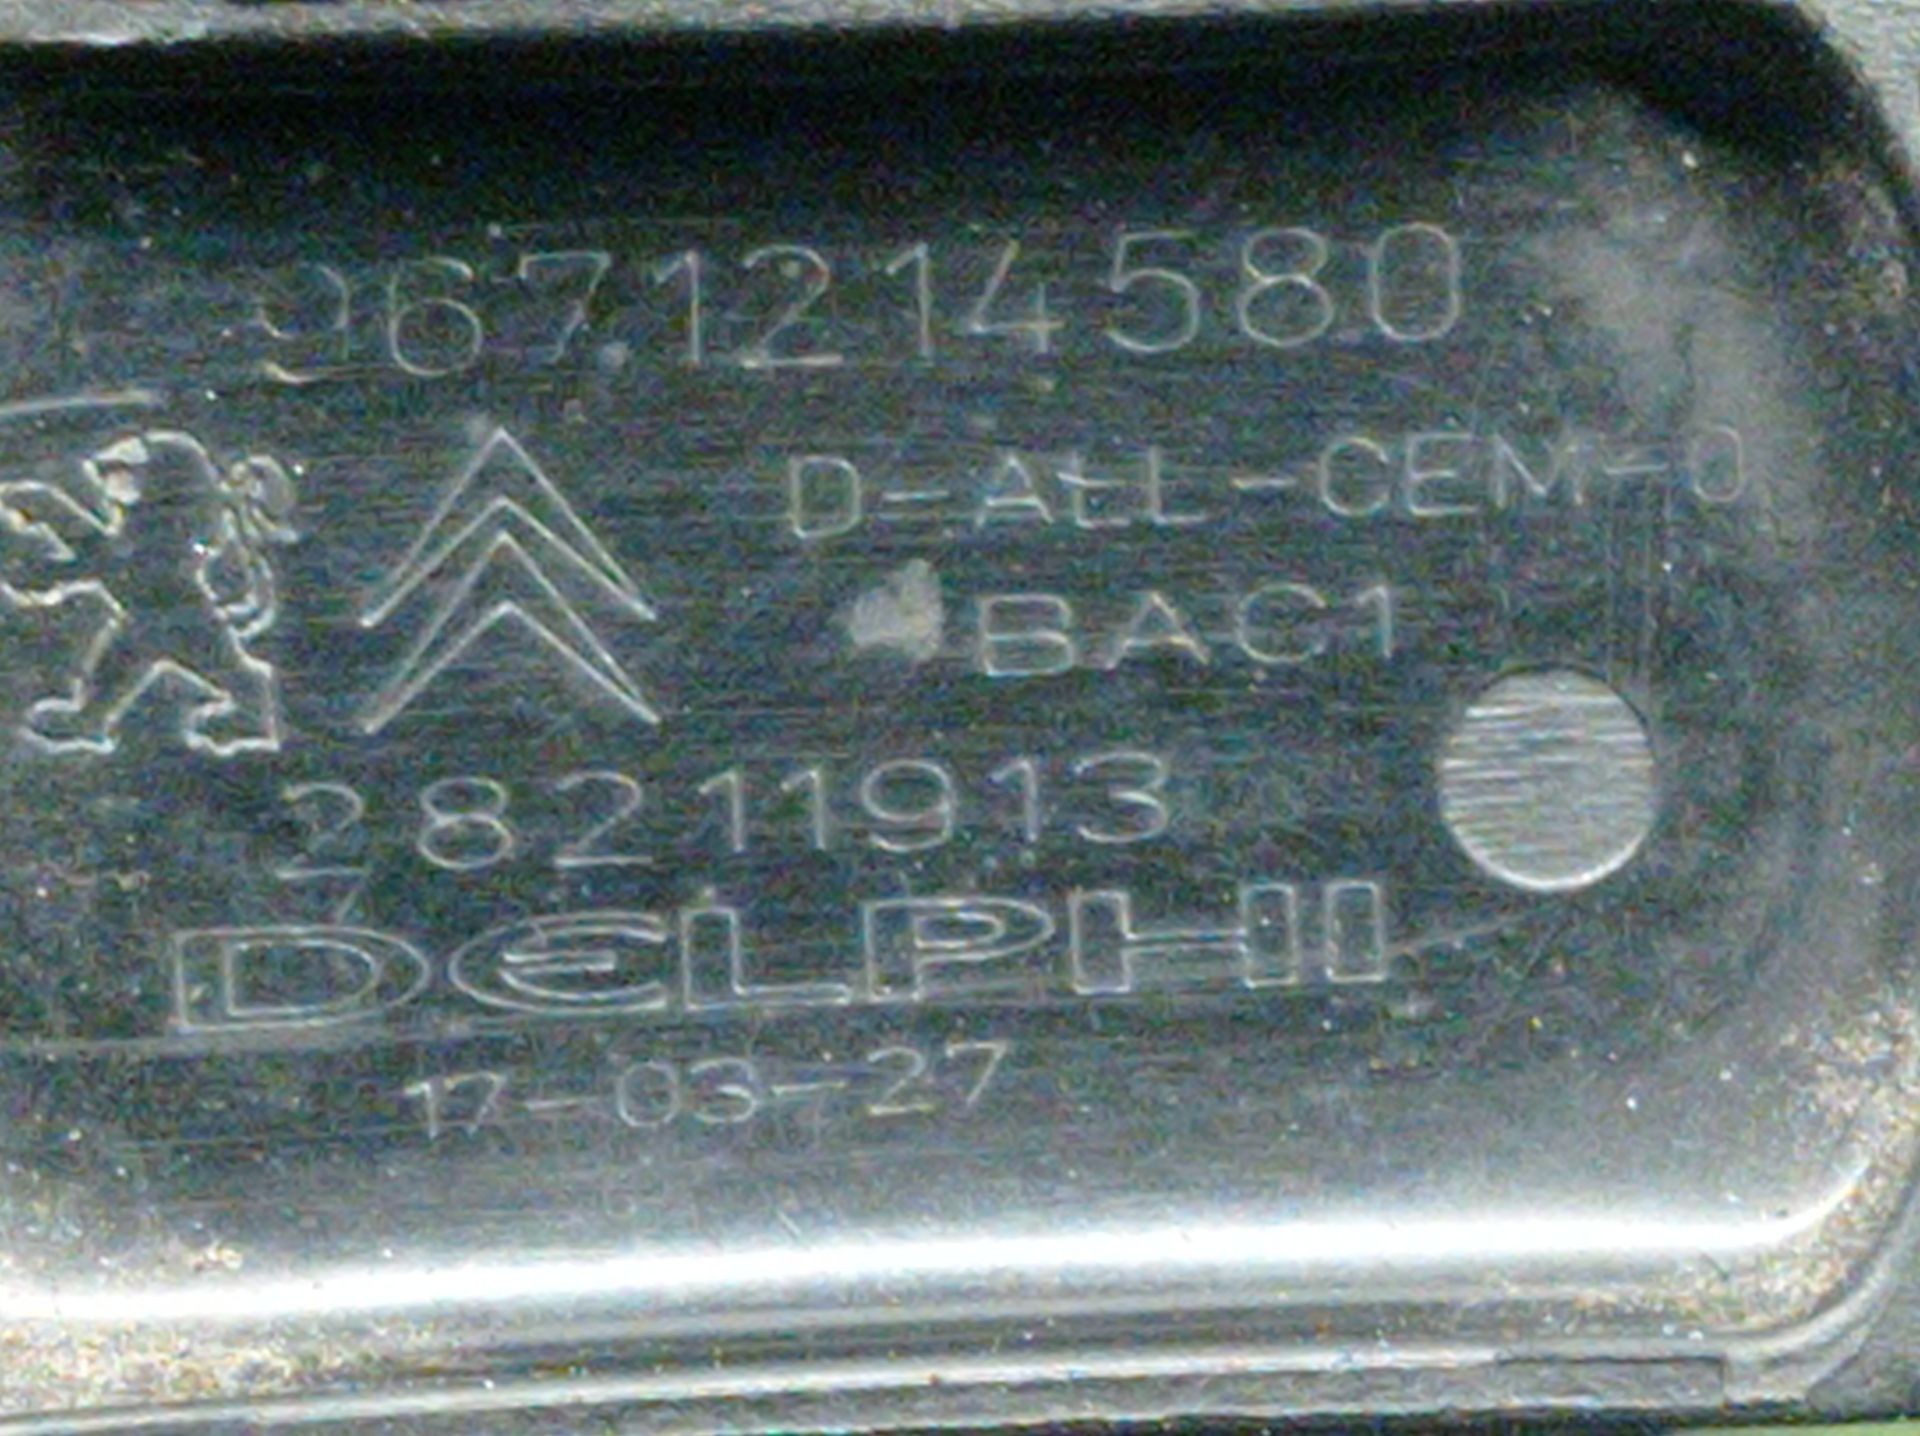 9671214580
D-ALL-CEM-0
BAC1
28211913
DELPHI
17-03-27